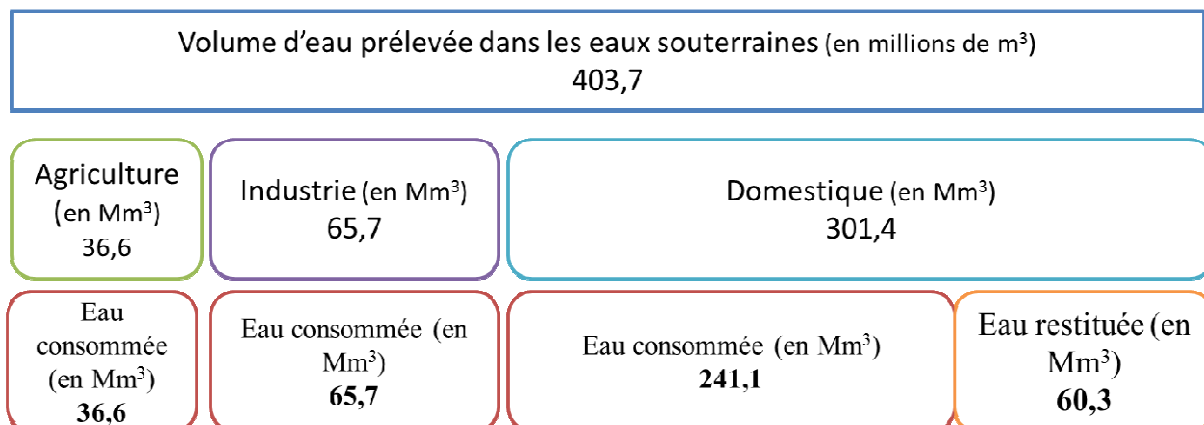 Volume d’eau prélevée dans les eaux souterraines (en millions de m³)
403,7
Agriculture
(en Mm³)
36,6
Industrie (en Mm³)
65,7
Domestique (en Mm³)
301,4
Eau
consommée
(en Mm³)
36,6
Eau consommée (en
Mm³)
65,7
Eau consommée (en Mm³)
241,1
Eau restituée (en
Mm³)
60,3